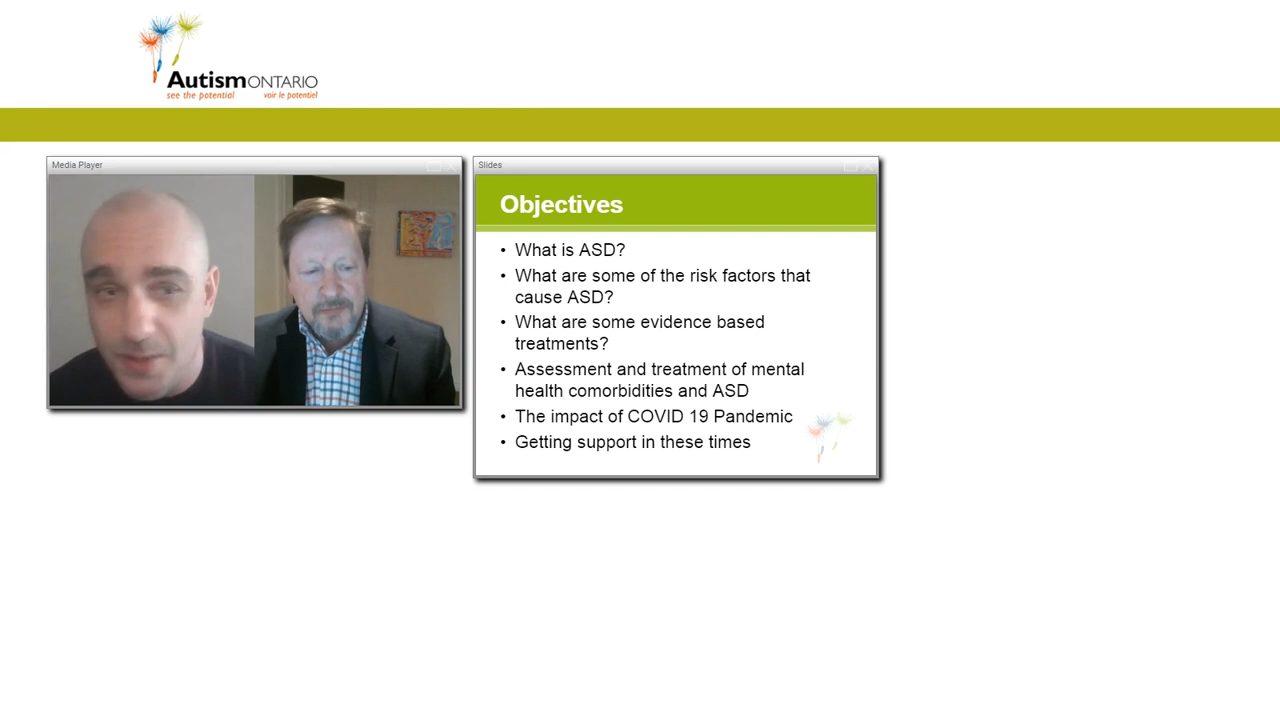 AutismONTARIO
see the potential voir le potentiel
Media Player
Slides
Objectives
• What is ASD?
• What are some of the risk factors that
cause ASD?
• What are some evidence based
treatments?
• Assessment and treatment of mental
health comorbidities and ASD
• The impact of COVID 19 Pandemic
• Getting support in these times